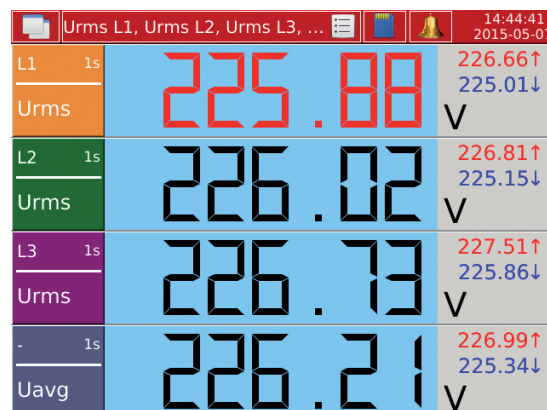 Urms L1, Urms L2, Urms L3, ...
14:44:41
2015-05-07
L1 1s
Urms
225.88
226.66↑
225.01↓
V
L2 1s
Urms
226.02
226.81↑
225.15↓
V
L3 1s
Urms
226.73
227.51↑
225.86↓
V
- 1s
Uavg
226.21
226.99↑
225.34↓
V